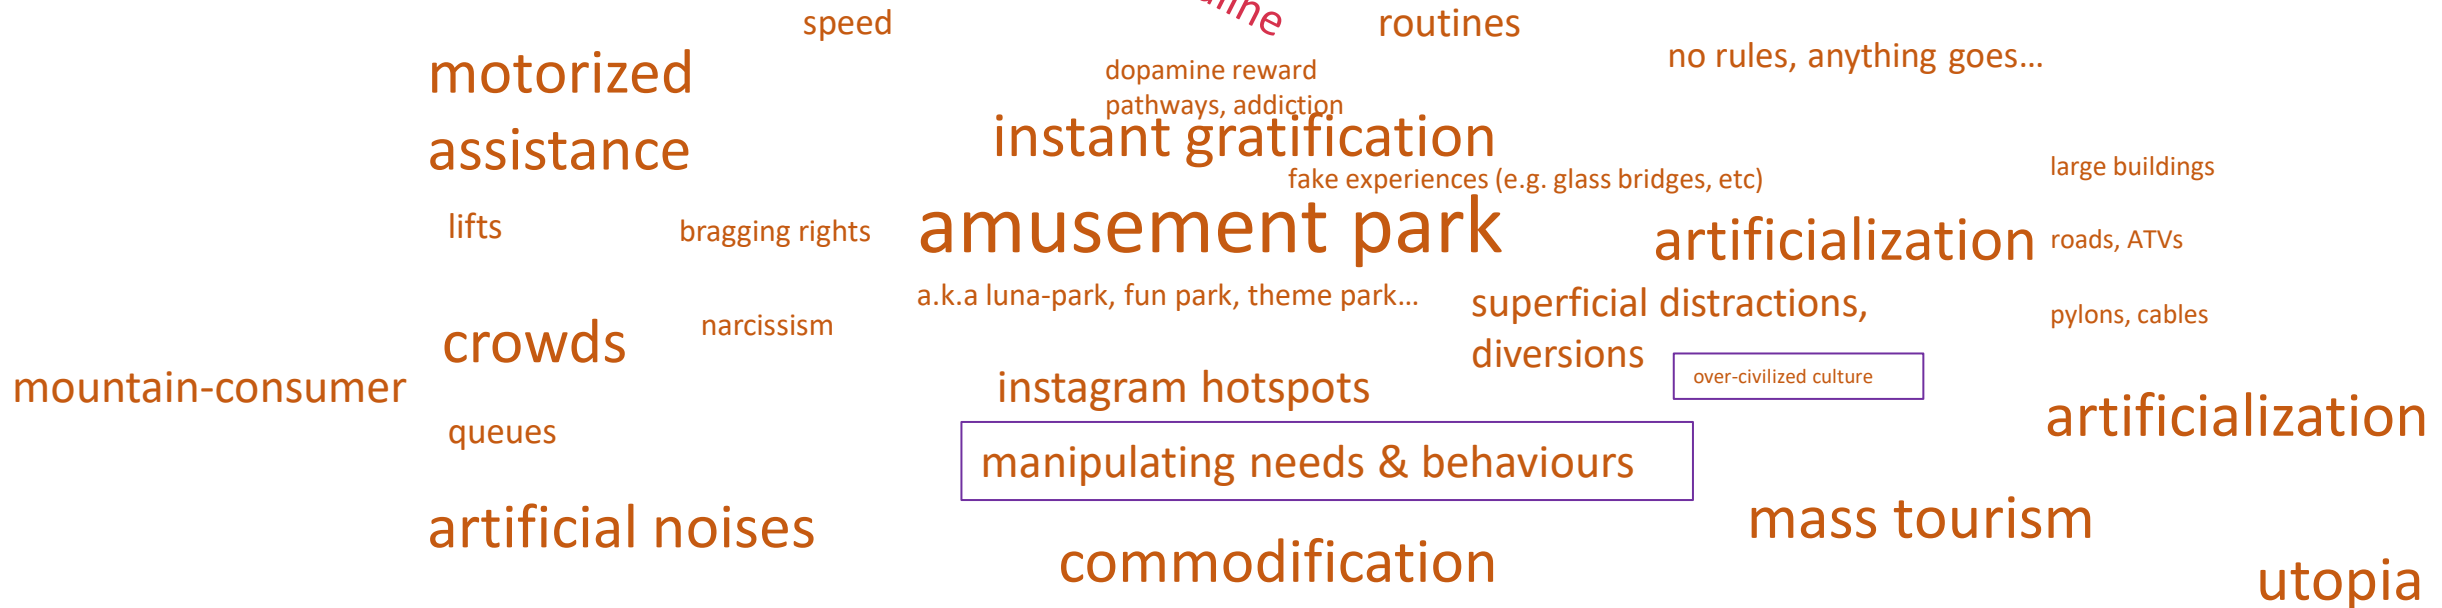 speed
routines
no rules, anything goes...
motorized
assistance
dopamine reward
pathways, addiction
instant gratification
fake experiences (e.g. glass bridges, etc)
large buildings
lifts
bragging rights
amusement park
artificialization
roads, ATVs
a.k.a luna-park, fun park, theme park...
superficial distractions,
diversions
pylons, cables
crowds
narcissism
mountain-consumer
instagram hotspots
over-civilized culture
queues
manipulating needs & behaviours
artificialization
artificial noises
commodification
mass tourism
utopia